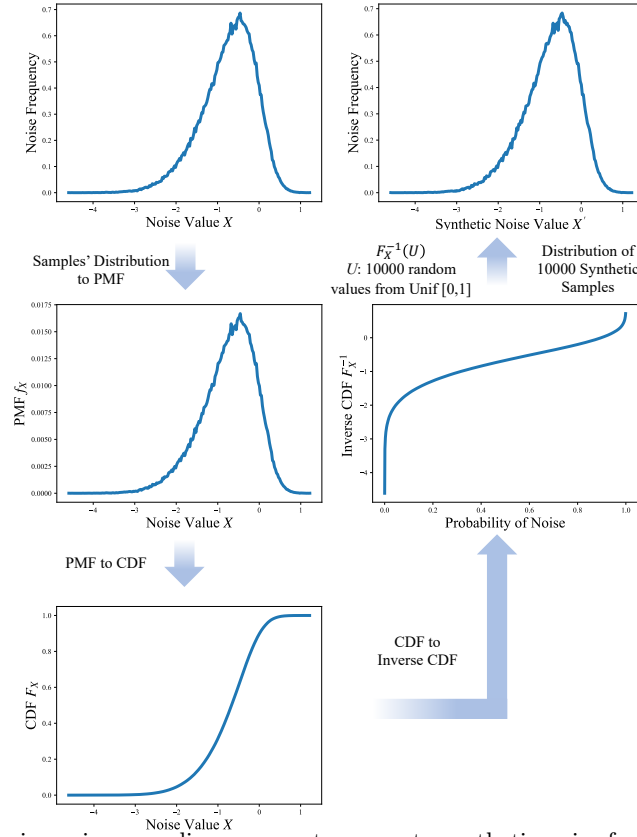 0.7
0.6
0.5
0.4
0.3
0.2
0.1
0.0
Noise Frequency
−4 −3 −2 −1 0 1
Noise Value X
0.7
0.6
0.5
0.4
0.3
0.2
0.1
0.0
Noise Frequency
−4 −3 −2 −1 0 1
Synthetic Noise Value X'
Samples' Distribution
to PMF
F_X^{-1}(U)
U: 10000 random
values from Unif [0,1]
Distribution of
10000 Synthetic
Samples
0.0175
0.0150
0.0125
0.0100
0.0075
0.0050
0.0025
0.0000
PMF f_X
−4 −3 −2 −1 0 1
Noise Value X
0
−1
−2
−3
−4
Inverse CDF F_X^{-1}
0.0 0.2 0.4 0.6 0.8 1.0
Probability of Noise
PMF to CDF
CDF to
Inverse CDF
1.0
0.8
0.6
0.4
0.2
0.0
CDF F_X
−4 −3 −2 −1 0 1
Noise Value X